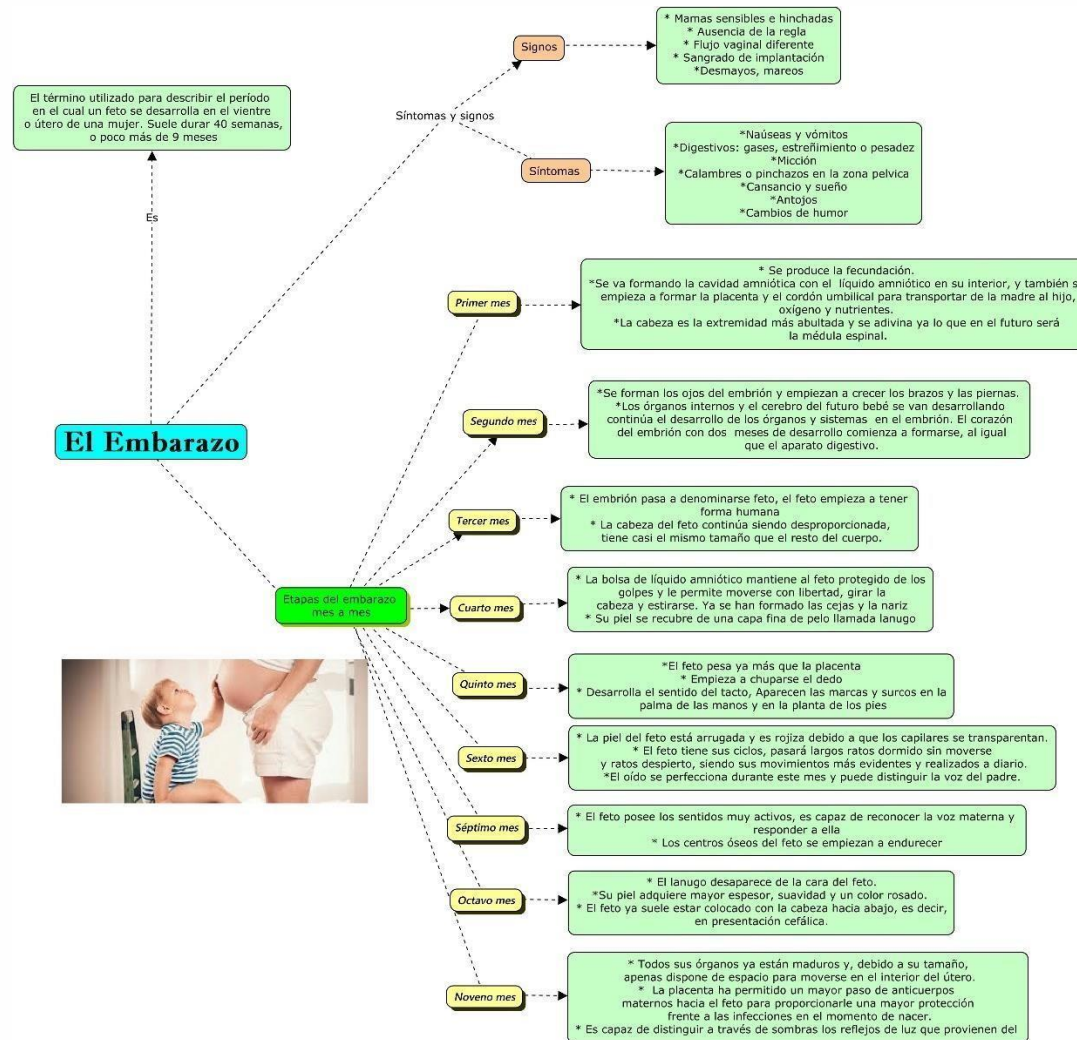 * Mamas sensibles e hinchadas
* Ausencia de la regla
* Flujo vaginal diferente
* Sangrado de implantación
*Desmayos, mareos
Signos
El término utilizado para describir el período
en el cual un feto se desarrolla en el vientre
o útero de una mujer. Suele durar 40 semanas,
o poco más de 9 meses
Síntomas y signos
*Naúseas y vómitos
*Digestivos: gases, estreñimiento o pesadez
*Micción
*Calambres o pinchazos en la zona pelvica
*Cansancio y sueño
*Antojos
*Cambios de humor
Síntomas
Es
El Embarazo
Etapas del embarazo
mes a mes
Primer mes
* Se produce la fecundación.
*Se va formando la cavidad amniótica con el líquido amniótico en su interior, y también s
empieza a formar la placenta y el cordón umbilical para transportar de la madre al hijo,
oxígeno y nutrientes.
*La cabeza es la extremidad más abultada y se adivina ya lo que en el futuro será
la médula espinal.
Segundo mes
*Se forman los ojos del embrión y empiezan a crecer los brazos y las piernas.
*Los órganos internos y el cerebro del futuro bebé se van desarrollando
continúa el desarrollo de los órganos y sistemas en el embrión. El corazón
del embrión con dos meses de desarrollo comienza a formarse, al igual
que el aparato digestivo.
Tercer mes
* El embrión pasa a denominarse feto, el feto empieza a tener
forma humana
* La cabeza del feto continúa siendo desproporcionada,
tiene casi el mismo tamaño que el resto del cuerpo.
Cuarto mes
* La bolsa de líquido amniótico mantiene al feto protegido de los
golpes y le permite moverse con libertad, girar la
cabeza y estirarse. Ya se han formado las cejas y la nariz
* Su piel se recubre de una capa fina de pelo llamada lanugo
Quinto mes
*El feto pesa ya más que la placenta
* Empieza a chuparse el dedo
* Desarrolla el sentido del tacto, Aparecen las marcas y surcos en la
palma de las manos y en la planta de los pies
Sexto mes
* La piel del feto está arrugada y es rojiza debido a que los capilares se transparentan.
* El feto tiene sus ciclos, pasará largos ratos dormido sin moverse
y ratos despierto, siendo sus movimientos más evidentes y realizados a diario.
*El oído se perfecciona durante este mes y puede distinguir la voz del padre.
Séptimo mes
* El feto posee los sentidos muy activos, es capaz de reconocer la voz materna y
responder a ella
* Los centros óseos del feto se empiezan a endurecer
Octavo mes
* El lanugo desaparece de la cara del feto.
*Su piel adquiere mayor espesor, suavidad y un color rosado.
* El feto ya suele estar colocado con la cabeza hacia abajo, es decir,
en presentación cefálica.
Noveno mes
* Todos sus órganos ya están maduros y, debido a su tamaño,
apenas dispone de espacio para moverse en el interior del útero.
* La placenta ha permitido un mayor paso de anticuerpos
maternos hacia el feto para proporcionarle una mayor protección
frente a las infecciones en el momento de nacer.
* Es capaz de distinguir a través de sombras los reflejos de luz que provienen del